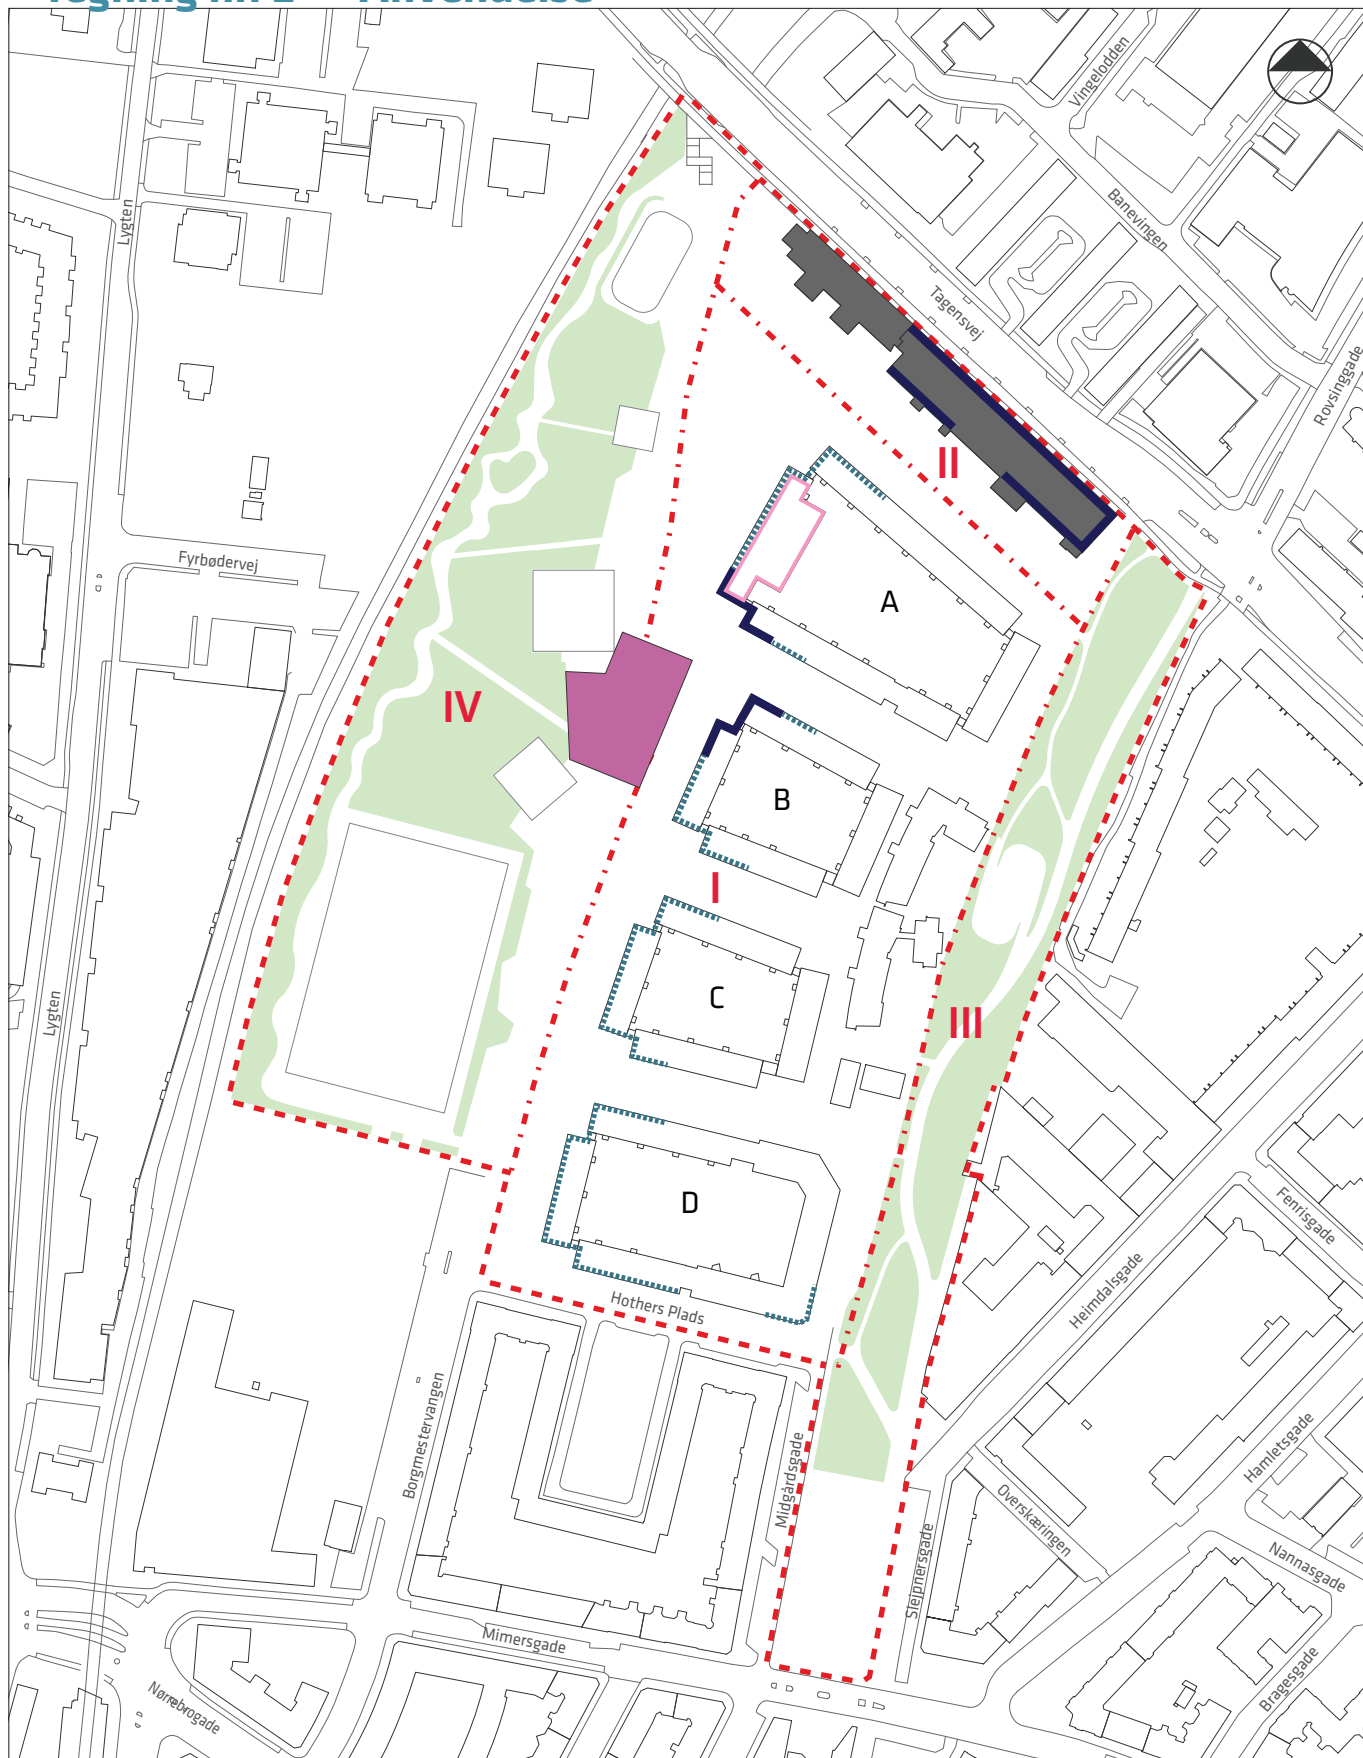 Vingelodden
Banevingen
Lygten
Tagensvej
Rovsinggade
II
Fyrbødervej
A
IV
B
I
C
Lygten
III
D
Fenrisgade
Heimdalsgade
Hothers Plads
Borgmestervangen
Midgårdsgade
Hamletsgade
Overskæringen
Sleipnersgade
Nannasgade
Mimersgade
Bragesgade
Nørrebrogade